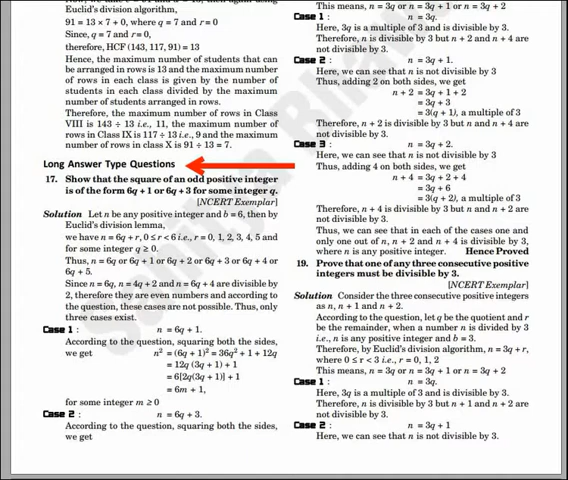 Euclid's division algorithm,
91 = 13 × 7 + 0, where q = 7 and r = 0
Since, q = 7 and r = 0,
therefore, HCF (143, 117, 91) = 13
Hence, the maximum number of students that can
be arranged in rows is 13 and the maximum number
of rows in each class is given by the number of
students in each class divided by the maximum
number of students arranged in rows.
Therefore, the maximum number of rows in Class
VIII is 143 ÷ 13 i.e., 11, the maximum number of
rows in Class IX is 117 ÷ 13 i.e., 9 and the maximum
number of rows in class X is 91 ÷ 13 = 7.
Long Answer Type Questions
17. Show that the square of an odd positive integer
is of the form 6q + 1 or 6q + 3 for some integer q.
[NCERT Exemplar]
Solution Let n be any positive integer and b = 6, then by
Euclid's division lemma,
we have n = 6q + r, 0 ≤ r < 6 i.e., r = 0, 1, 2, 3, 4, 5 and
for some integer q ≥ 0.
Thus, n = 6q or 6q + 1 or 6q + 2 or 6q + 3 or 6q + 4 or
6q + 5.
Since n = 6q, n = 4q + 2 and n = 6q + 4 are divisible by
2, therefore they are even numbers and according to
the question, these cases are not possible. Thus, only
three cases exist.
Case 1 : n = 6q + 1.
According to the question, squaring both the sides,
we get n² = (6q + 1)² = 36q² + 1 + 12q
= 12q (3q + 1) + 1
= 6[2q(3q + 1)] + 1
= 6m + 1,
for some integer m ≥ 0
Case 2 : n = 6q + 3.
According to the question, squaring both the sides,
we get
This means, n = 3q or n = 3q + 1 or n = 3q + 2
Case 1 : n = 3q.
Here, 3q is a multiple of 3 and is divisible by 3.
Therefore, n is divisible by 3 but n + 2 and n + 4 are
not divisible by 3.
Case 2 : n = 3q + 1.
Here, we can see that n is not divisible by 3
Thus, adding 2 on both sides, we get
n + 2 = 3q + 1 + 2
= 3q + 3
= 3(q + 1), a multiple of 3
Therefore, n + 2 is divisible by 3 but n and n + 4 are
not divisible by 3.
Case 3 : n = 3q + 2.
Here, we can see that n is not divisible by 3
Thus, adding 4 on both sides, we get
n + 4 = 3q + 2 + 4
= 3q + 6
= 3(q + 2), a multiple of 3
Therefore, n + 4 is divisible by 3 but n and n + 2 are
not divisible by 3.
Thus, we can see that in each of the cases one and
only one out of n, n + 2 and n + 4 is divisible by 3,
where n is any positive integer. Hence Proved
19. Prove that one of any three consecutive positive
integers must be divisible by 3.
[NCERT Exemplar]
Solution Consider the three consecutive positive integers
as n, n + 1 and n + 2.
According to the question, let q be the quotient and r
be the remainder, when a number n is divided by 3
i.e., n is any positive integer and b = 3.
Therefore, by Euclid's division algorithm, n = 3q + r,
where 0 ≤ r < 3 i.e., r = 0, 1, 2
This means, n = 3q or n = 3q + 1 or n = 3q + 2
Case 1 : n = 3q.
Here, 3q is a multiple of 3 and is divisible by 3.
Therefore, n is divisible by 3 but n + 1 and n + 2 are
not divisible by 3.
Case 2 : n = 3q + 1
Here, we can see that n is not divisible by 3.